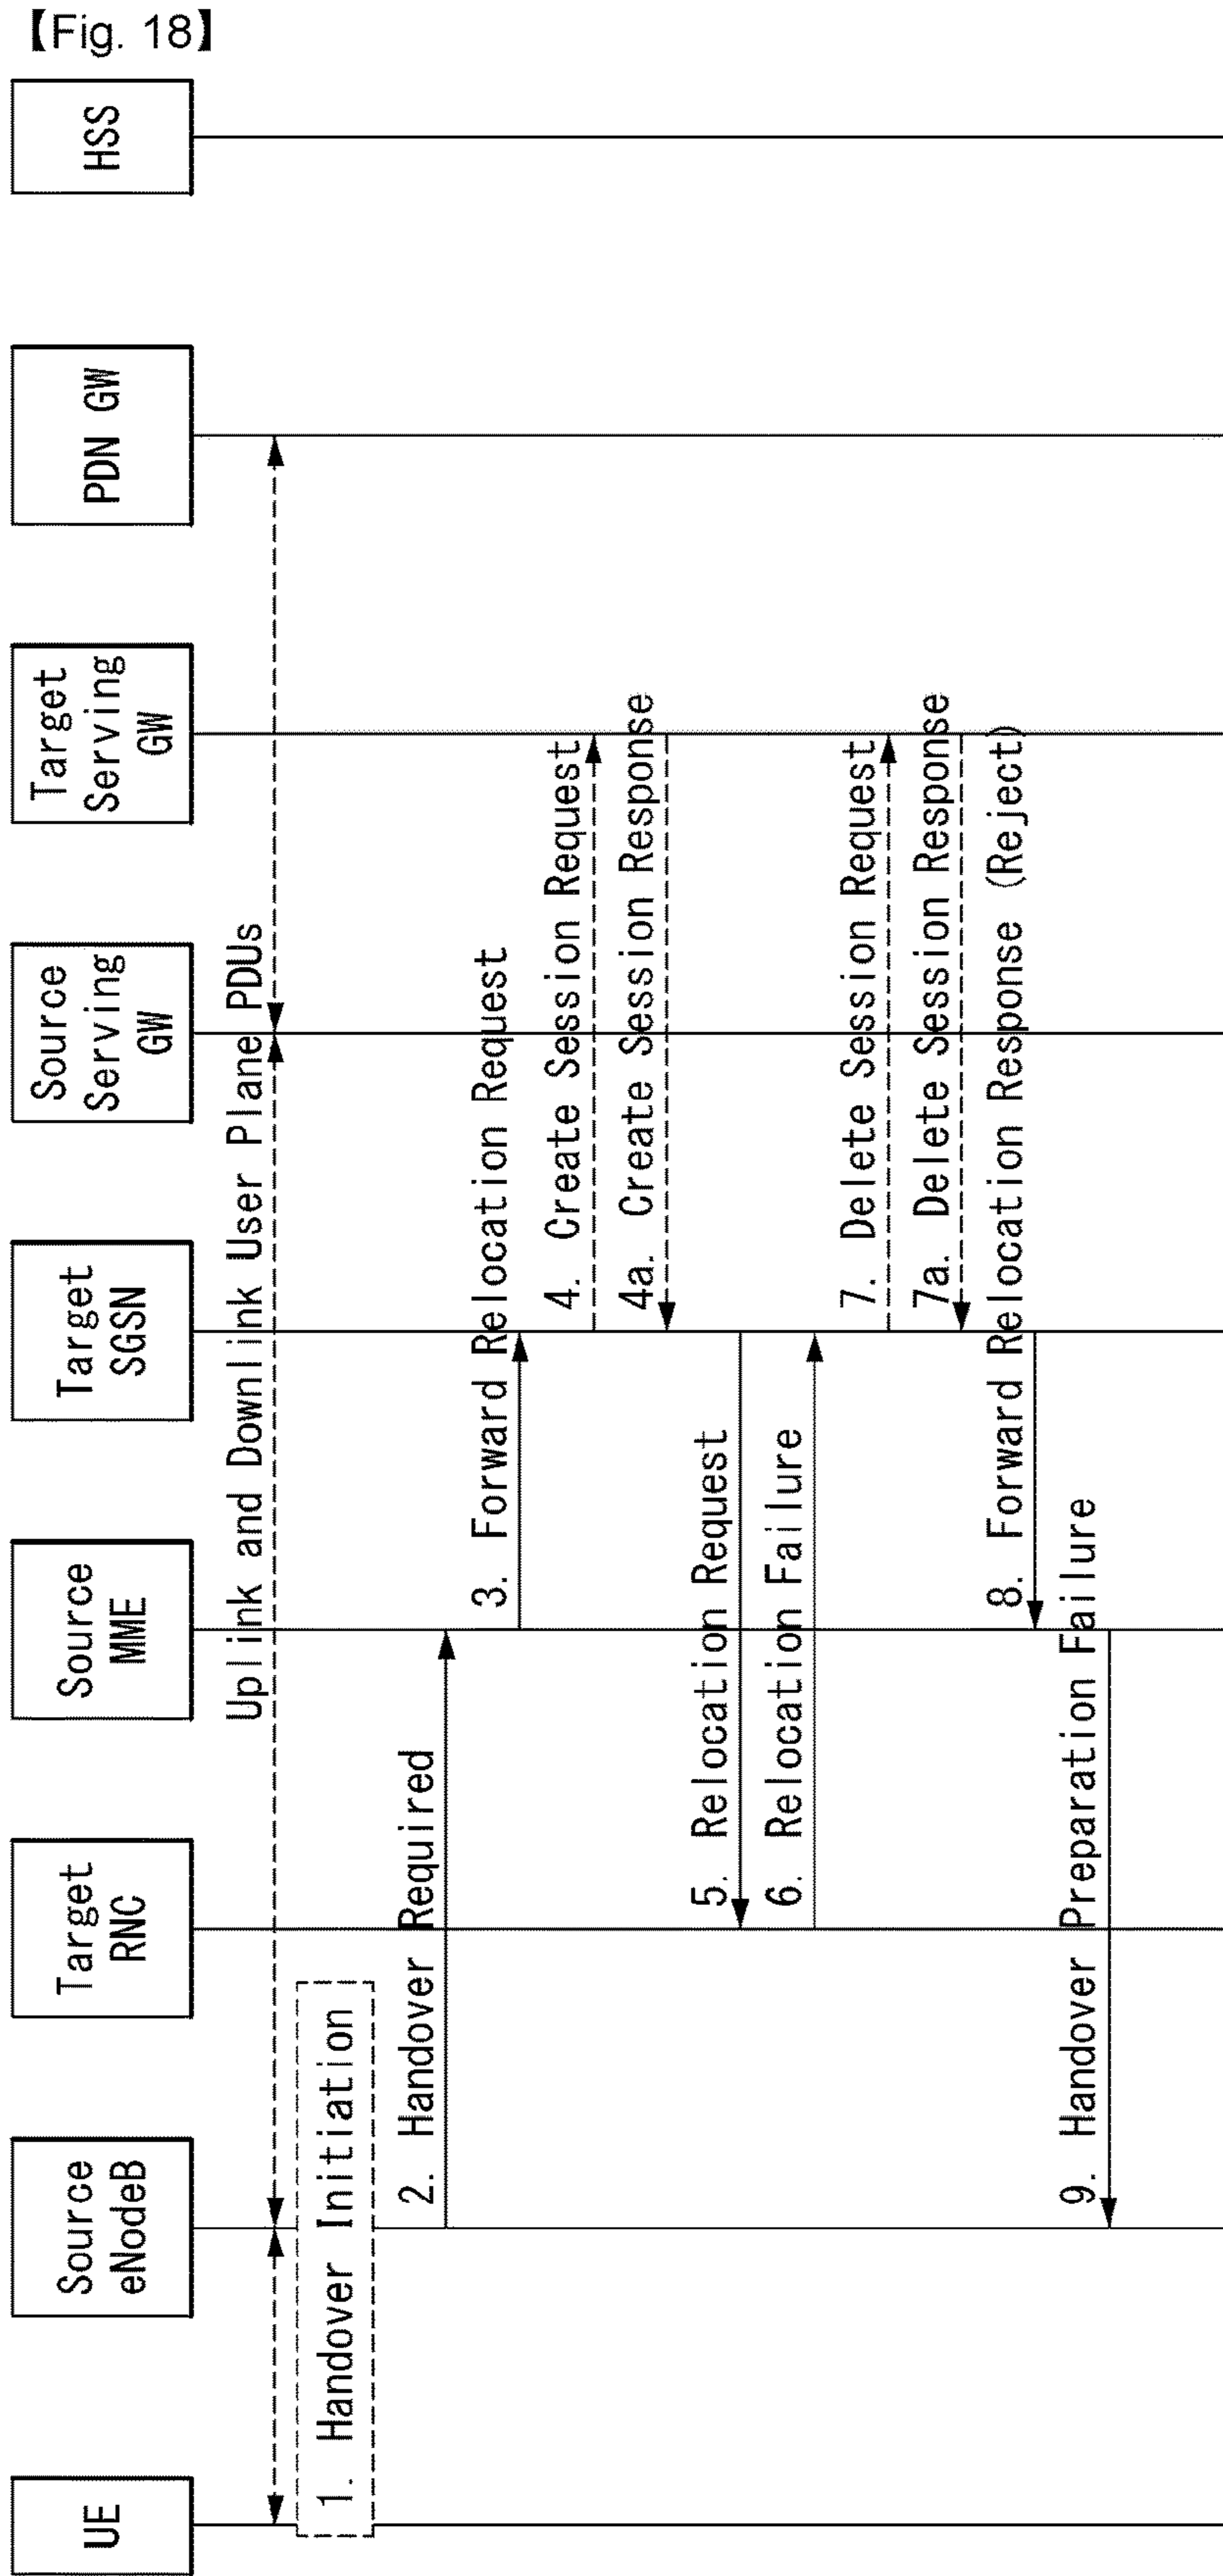 【Fig. 18】
UE
Source
eNodeB
Target
RNC
Source
MME
Target
SGSN
Source
Serving
GW
Target
Serving
GW
PDN GW
HSS
Uplink and Downlink User Plane PDUs
1. Handover Initiation
2. Handover Required
3. Forward Relocation Request
4. Create Session Request
4a. Create Session Response
5. Relocation Request
6. Relocation Failure
7. Delete Session Request
7a. Delete Session Response
8. Forward Relocation Response (Reject)
9. Handover Preparation Failure